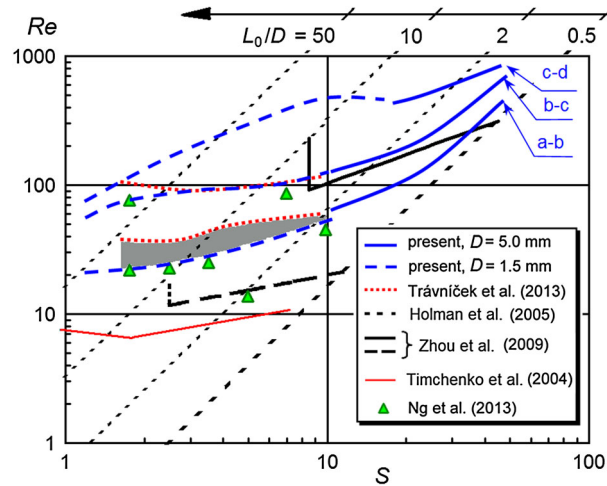 Re
L₀/D = 50 10 2 0.5
1000
c-d
b-c
a-b
100
present, D = 5.0 mm
present, D = 1.5 mm
Trávníček et al. (2013)
Holman et al. (2005)
Zhou et al. (2009)
Timchenko et al. (2004)
Ng et al. (2013)
10
1
1 10 100
S